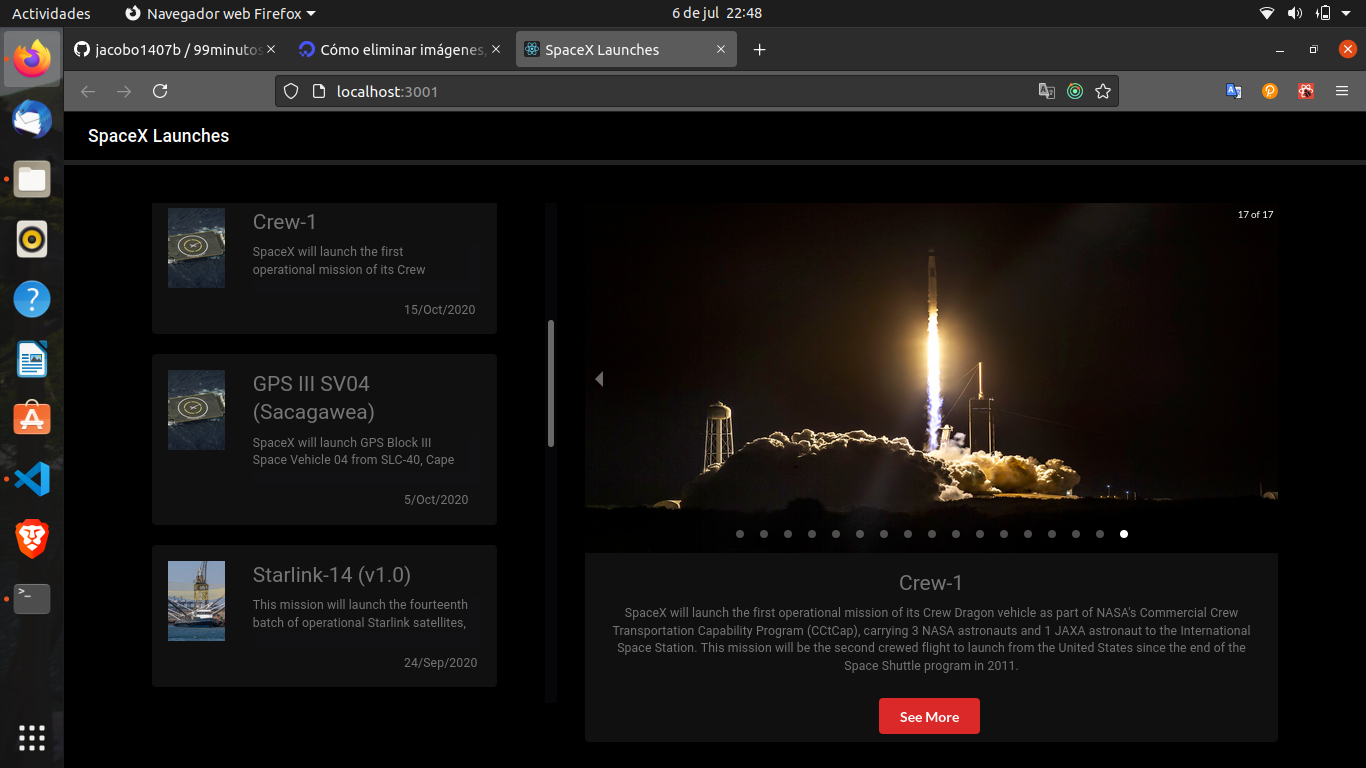 Actividades
Navegador web Firefox
6 de jul 22:48
jacobo1407b / 99minutos
Cómo eliminar imágenes,
SpaceX Launches
localhost:3001
SpaceX Launches
Crew-1
SpaceX will launch the first
operational mission of its Crew
15/Oct/2020
GPS III SV04
(Sacagawea)
SpaceX will launch GPS Block III
Space Vehicle 04 from SLC-40, Cape
5/Oct/2020
Starlink-14 (v1.0)
This mission will launch the fourteenth
batch of operational Starlink satellites,
24/Sep/2020
17 of 17
Crew-1
SpaceX will launch the first operational mission of its Crew Dragon vehicle as part of NASA's Commercial Crew
Transportation Capability Program (CCtCap), carrying 3 NASA astronauts and 1 JAXA astronaut to the International
Space Station. This mission will be the second crewed flight to launch from the United States since the end of the
Space Shuttle program in 2011.
See More